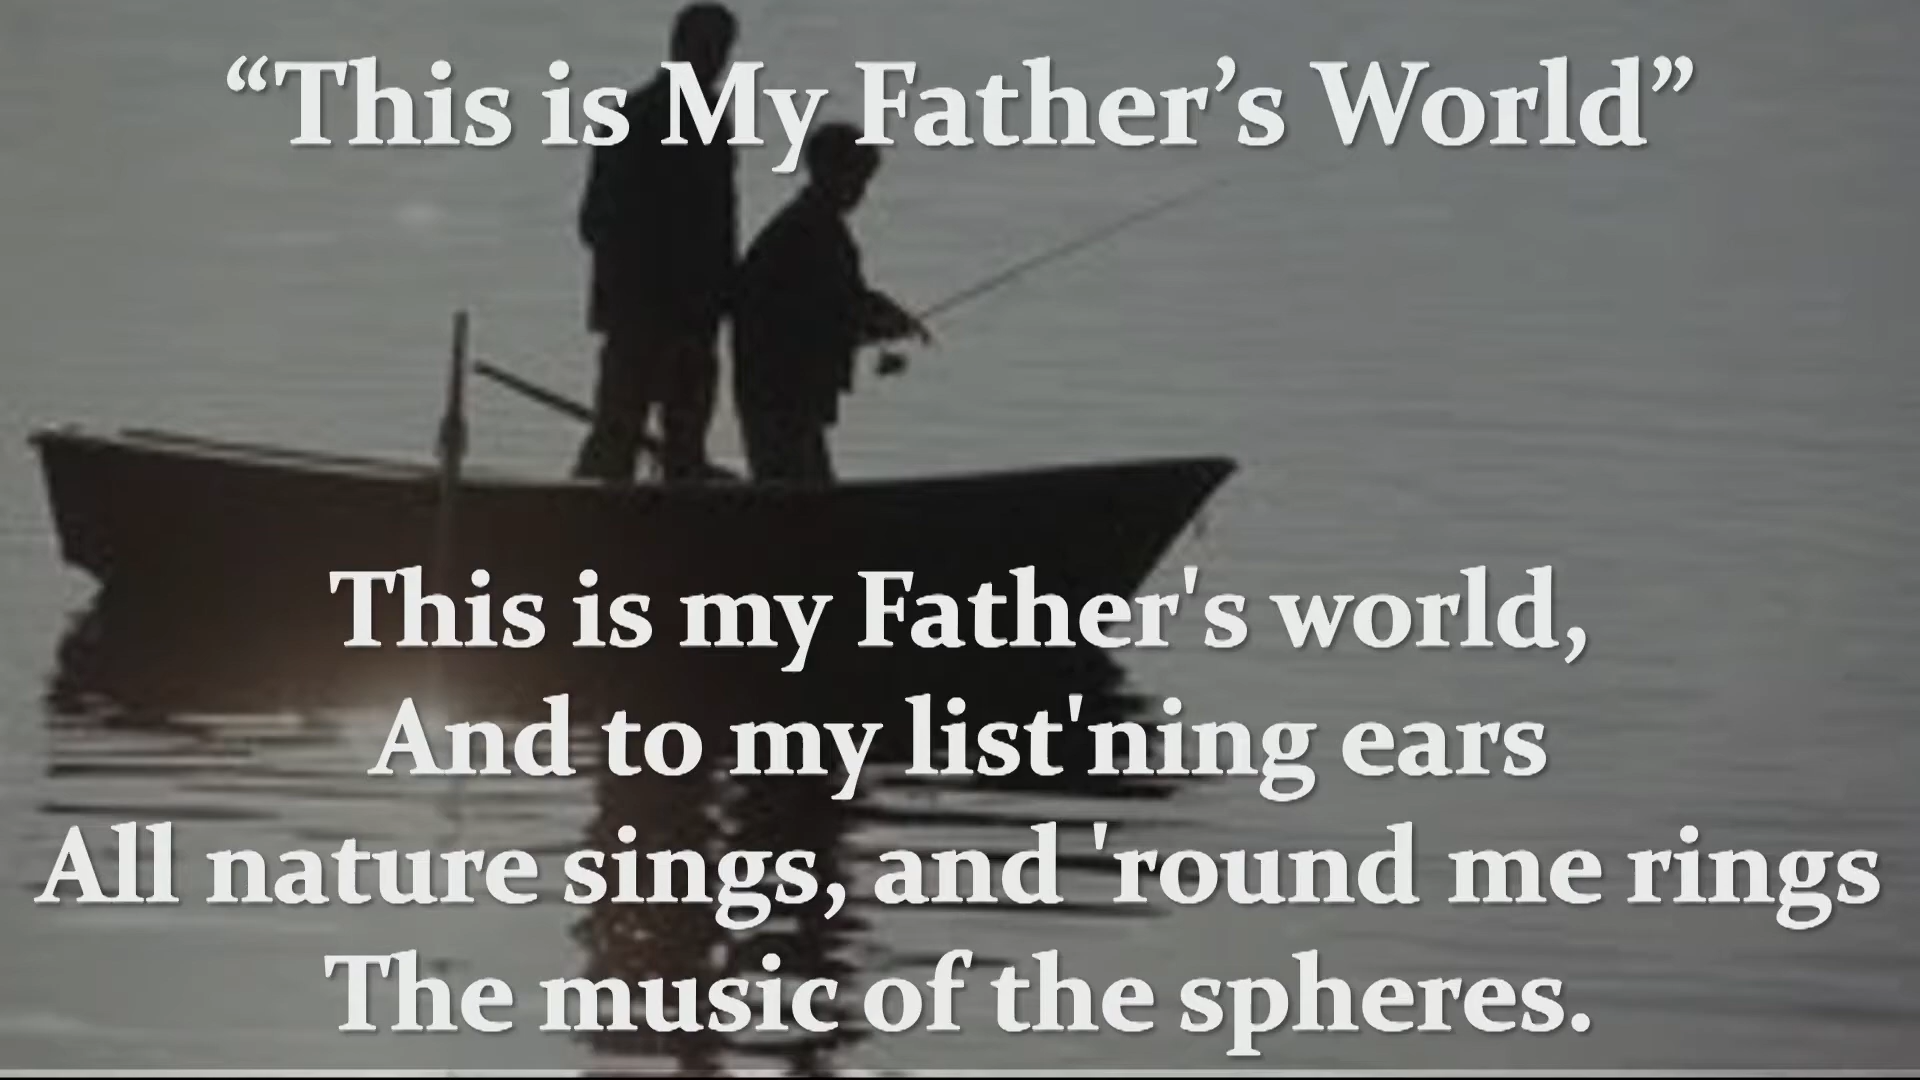 “This is My Father’s World”
This is my Father's world,
And to my list'ning ears
All nature sings, and 'round me rings
The music of the spheres.